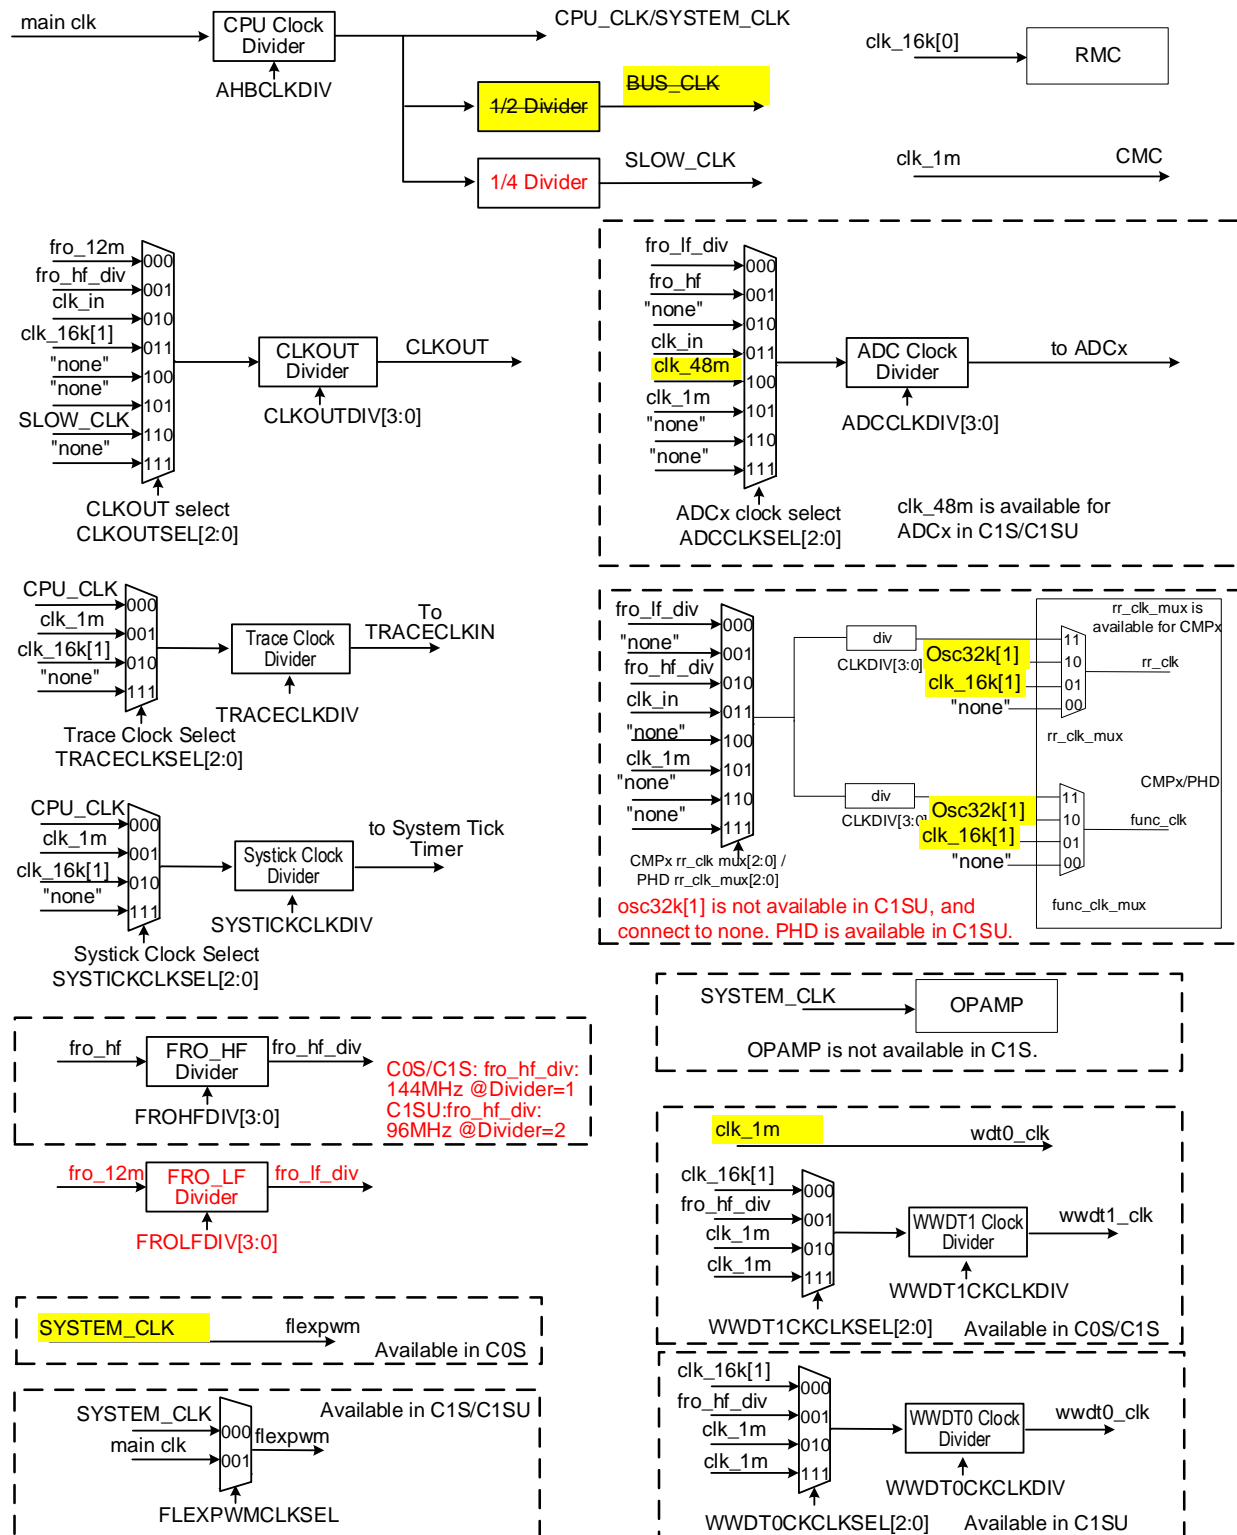 main clk
CPU Clock
Divider
AHBCLKDIV
CPU_CLK/SYSTEM_CLK
1/2 Divider
BUS_CLK
1/4 Divider
SLOW_CLK
clk_16k[0]
RMC
clk_1m
CMC
fro_12m
000
fro_hf_div
001
clk_in
010
clk_16k[1]
011
"none"
100
"none"
101
SLOW_CLK
110
"none"
111
CLKOUT
Divider
CLKOUT
CLKOUTDIV[3:0]
CLKOUT select
CLKOUTSEL[2:0]
fro_lf_div
000
fro_hf
001
"none"
010
clk_in
011
clk_48m
100
clk_1m
101
"none"
110
"none"
111
ADC Clock
Divider
to ADCx
ADCCLKDIV[3:0]
ADCx clock select
ADCCLKSEL[2:0]
clk_48m is available for
ADCx in C1S/C1SU
CPU_CLK
000
clk_1m
001
clk_16k[1]
010
"none"
111
Trace Clock
Divider
To
TRACECLKIN
TRACECLKDIV
Trace Clock Select
TRACECLKSEL[2:0]
CPU_CLK
000
clk_1m
001
clk_16k[1]
010
"none"
111
Systick Clock
Divider
to System Tick
Timer
SYSTICKCLKDIV
Systick Clock Select
SYSTICKCLKSEL[2:0]
fro_lf_div
000
"none"
001
fro_hf_div
010
clk_in
011
"none"
100
clk_1m
101
"none"
110
"none"
111
CMPx rr_clk mux[2:0] /
PHD rr_clk_mux[2:0]
div
CLKDIV[3:0]
Osc32k[1]
clk_16k[1]
"none"
11
10
01
00
rr_clk_mux is
available for CMPx
rr_clk
rr_clk_mux
CMPx/PHD
div
CLKDIV[3:0]
Osc32k[1]
clk_16k[1]
"none"
11
10
01
00
func_clk
func_clk_mux
osc32k[1] is not available in C1SU, and
connect to none. PHD is available in C1SU.
SYSTEM_CLK
OPAMP
OPAMP is not available in C1S.
fro_hf
FRO_HF
Divider
fro_hf_div
FROHFDIV[3:0]
C0S/C1S: fro_hf_div:
144MHz @Divider=1
C1SU:fro_hf_div:
96MHz @Divider=2
fro_12m
FRO_LF
Divider
fro_lf_div
FROLFDIV[3:0]
clk_1m
wdt0_clk
clk_16k[1]
000
fro_hf_div
001
clk_1m
010
clk_1m
111
WWDT1 Clock
Divider
wwdt1_clk
WWDT1CKCLKDIV
WWDT1CKCLKSEL[2:0]
Available in C0S/C1S
SYSTEM_CLK
flexpwm
Available in C0S
SYSTEM_CLK
000
main clk
001
flexpwm
Available in C1S/C1SU
FLEXPWMCLKSEL
clk_16k[1]
000
fro_hf_div
001
clk_1m
010
clk_1m
111
WWDT0 Clock
Divider
wwdt0_clk
WWDT0CKCLKDIV
WWDT0CKCLKSEL[2:0]
Available in C1SU